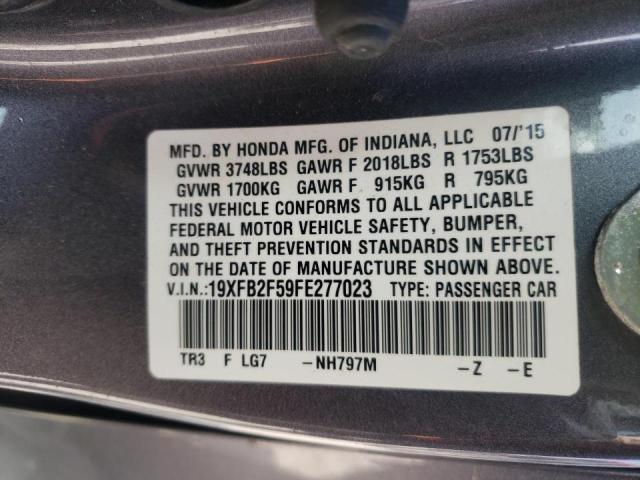 MFD. BY HONDA MFG. OF INDIANA, LLC 07/'15
GVWR 3748LBS GAWR F 2018LBS R 1753LBS
GVWR 1700KG GAWR F 915KG R 795KG
THIS VEHICLE CONFORMS TO ALL APPLICABLE
FEDERAL MOTOR VEHICLE SAFETY, BUMPER,
AND THEFT PREVENTION STANDARDS IN EFFECT
ON THE DATE OF MANUFACTURE SHOWN ABOVE.
V.I.N.:19XFB2F59FE277023 TYPE: PASSENGER CAR
TR3 F LG7 –NH797M –Z –E